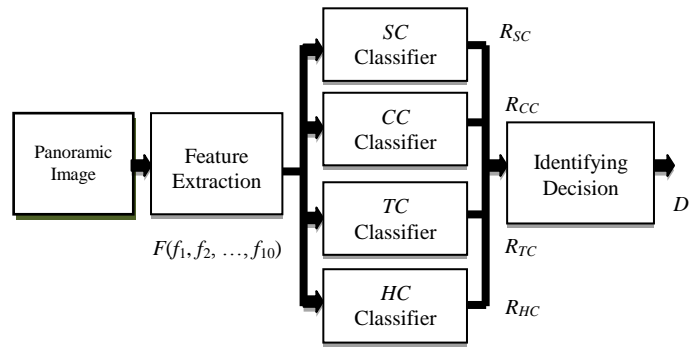 Panoramic
Image
Feature
Extraction
F(f1, f2, …, f10)
SC
Classifier
CC
Classifier
TC
Classifier
HC
Classifier
RSC
RCC
RTC
RHC
Identifying
Decision
D